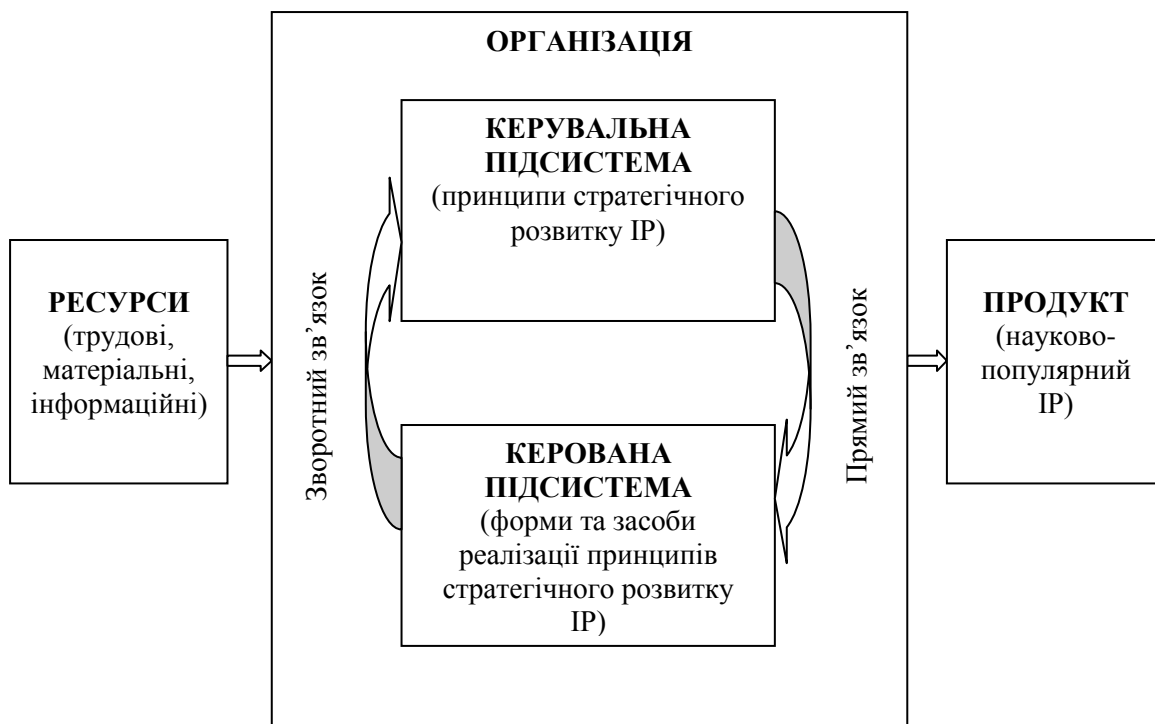 ОРГАНІЗАЦІЯ
КЕРУВАЛЬНА
ПІДСИСТЕМА
(принципи стратегічного
розвитку ІР)
РЕСУРСИ
(трудові,
матеріальні,
інформаційні)
Зворотний зв’язок
Прямий зв’язок
ПРОДУКТ
(науково-
популярний
ІР)
КЕРОВАНА
ПІДСИСТЕМА
(форми та засоби
реалізації принципів
стратегічного розвитку
ІР)